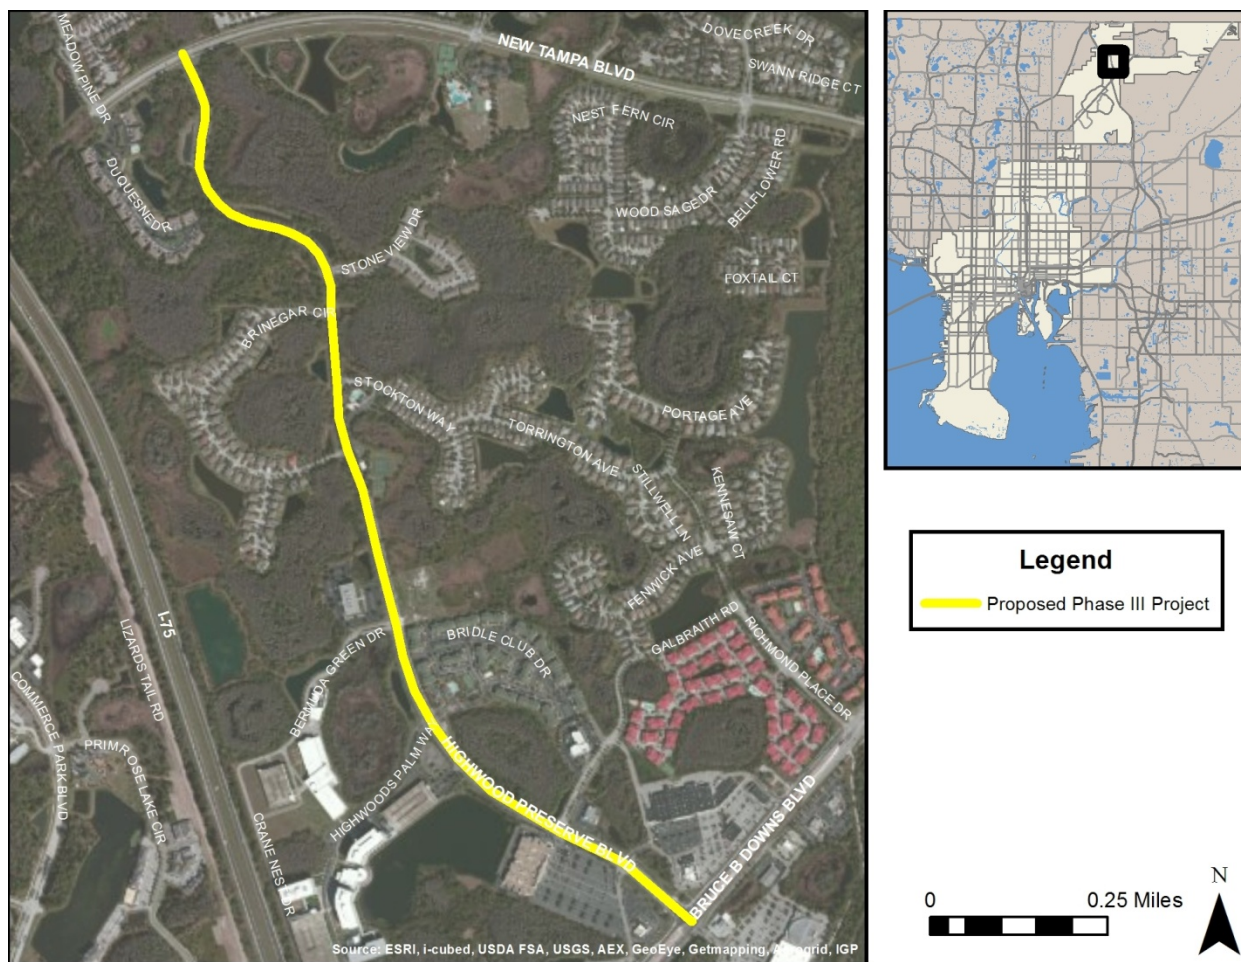 MEADOW PINE DR
NEW TAMPA BLVD
DOVECREEK DR
SWANN RIDGE CT
NEST FERN CIR
BELLFLOWER RD
DUQUESNE DR
WOOD SAGE DR
STONE VIEW DR
FOXTAIL CT
BRINEGAR CIR
STOCKTON WAY
PORTAGE AVE
TORRINGTON AVE
STILLWELL LN
KENNESAW CT
FENWICK AVE
I-75
LIZARDS TAIL RD
BERMUDA GREEN DR
BRIDLE CLUB DR
GALBRAITH RD
RICHMOND PLACE DR
COMMERCE PARK BLVD
PRIMROSE LAKE CIR
HIGHWOODS PALM WA
HIGHWOOD PRESERVE BLVD
CRANE NEST DR
BRUCE B DOWNS BLVD
Source: ESRI, i-cubed, USDA FSA, USGS, AEX, GeoEye, Getmapping, IGP
Legend
Proposed Phase III Project
0 0.25 Miles
N